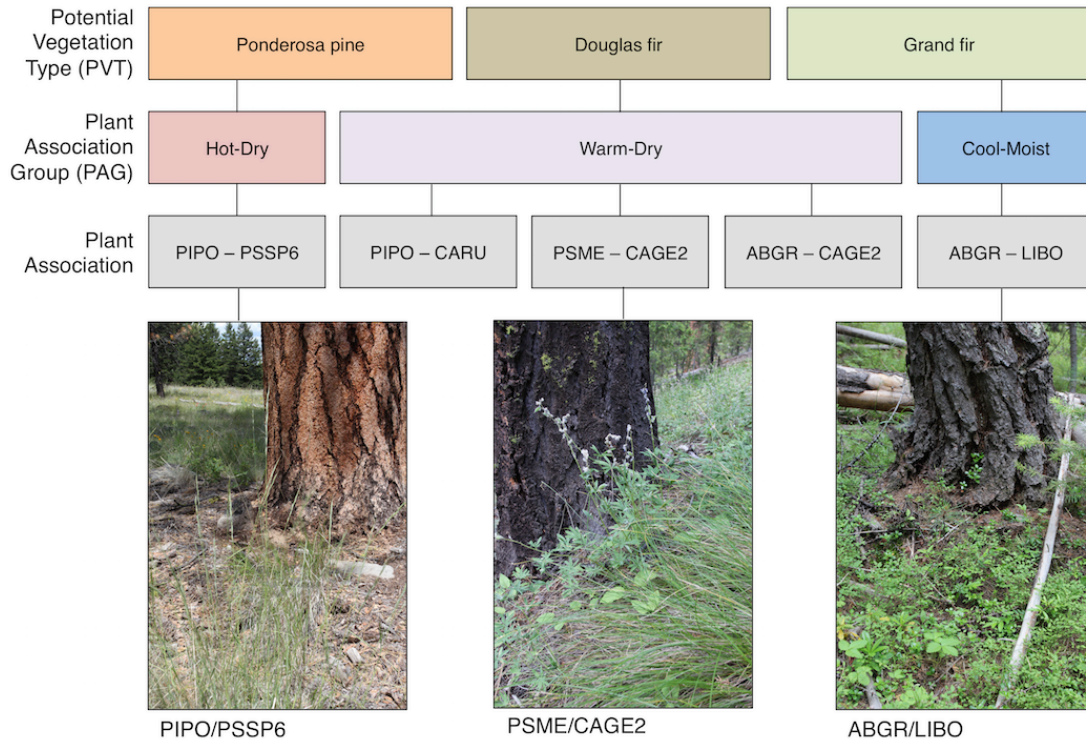 Potential
Vegetation
Type (PVT)
Ponderosa pine
Douglas fir
Grand fir
Plant
Association
Group (PAG)
Hot-Dry
Warm-Dry
Cool-Moist
Plant
Association
PIPO – PSSP6
PIPO – CARU
PSME – CAGE2
ABGR – CAGE2
ABGR – LIBO
PIPO/PSSP6
PSME/CAGE2
ABGR/LIBO